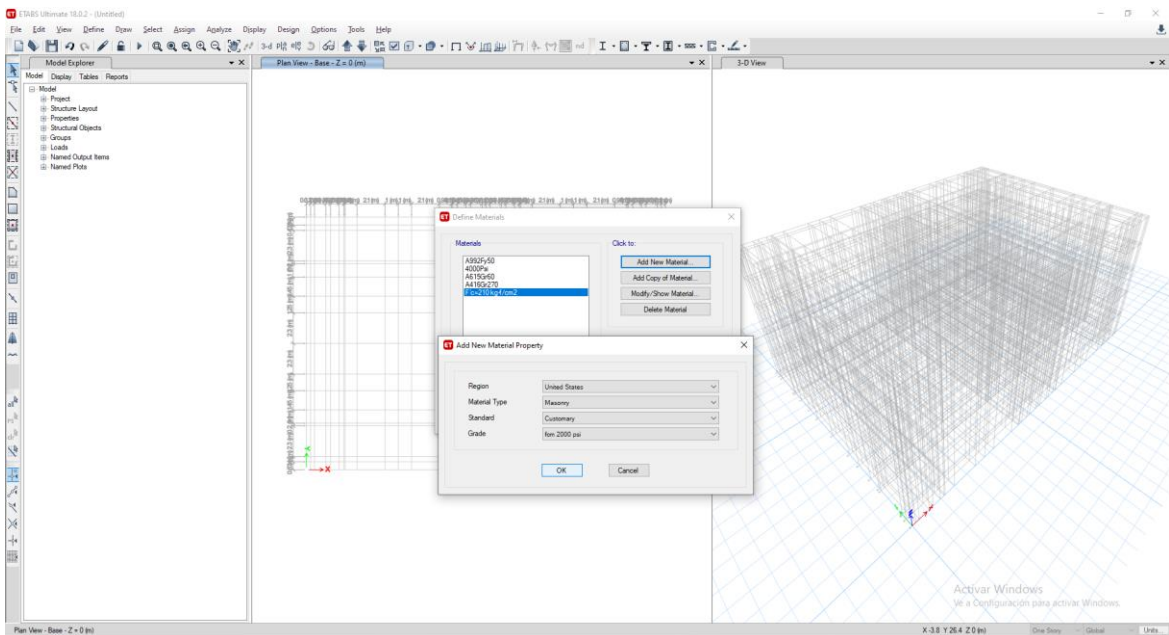 ETABS Ultimate 18.0.2 - (Untitled)
File Edit View Define Draw Select Assign Analyze Display Design Options Tools Help
Model Explorer
Plan View - Base - Z = 0 (m)
3-D View
Model Display Tables Reports
Model
Project
Structure Layout
Properties
Structural Objects
Groups
Loads
Named Output Items
Named Plots
Define Materials
Materials
Click to:
A992Fy50
4000Psi
A615Gr60
A416Gr270
F'c=210 kg4/cm2
Add New Material...
Add Copy of Material...
Modify/Show Material...
Delete Material
Add New Material Property
Region United States
Material Type Masonry
Standard Customary
Grade fom 2000 psi
OK Cancel
X
Activar Windows
Ve a Configuración para activar Windows.
Plan View - Base - Z = 0 (m)
X -3.8 Y 26.4 Z 0 (m) One Story Global Units...